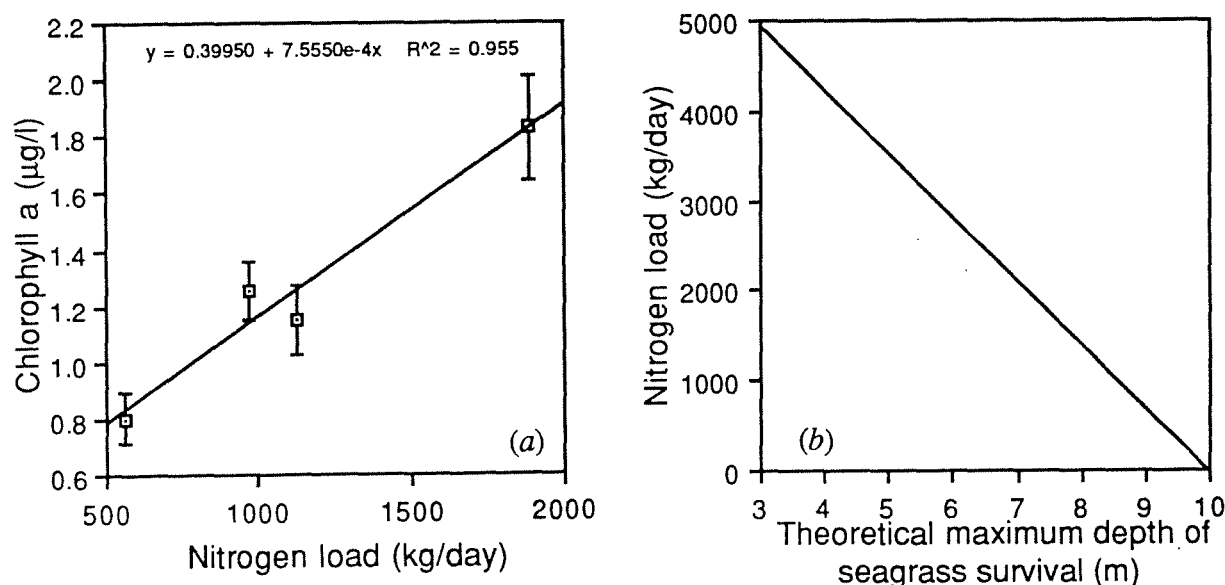 2.2
2.0
1.8
1.6
1.4
1.2
1.0
0.8
0.6
Chlorophyll a (µg/l)
y = 0.39950 + 7.5550e-4x R^2 = 0.955
(a)
500 1000 1500 2000
Nitrogen load (kg/day)
5000
4000
3000
2000
1000
0
Nitrogen load (kg/day)
(b)
3 4 5 6 7 8 9 10
Theoretical maximum depth of
seagrass survival (m)